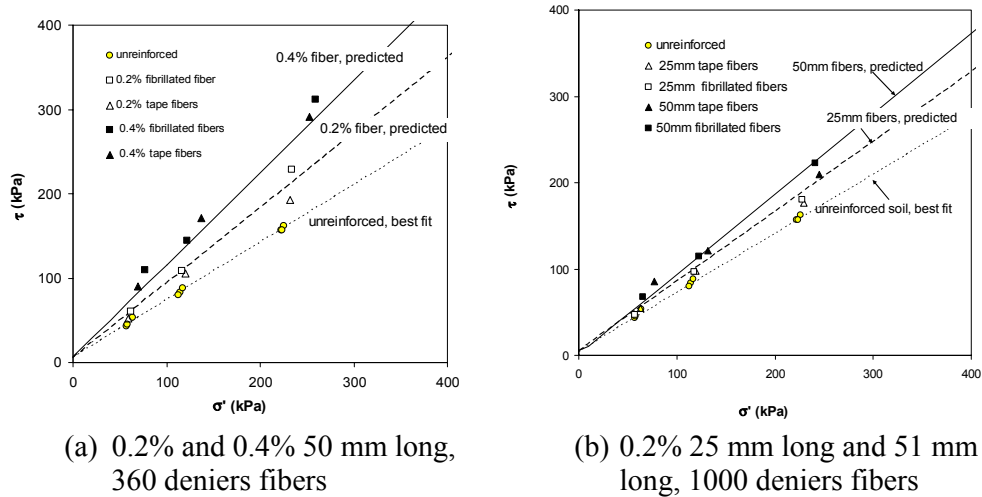 400
300
200
100
0
τ (kPa)
unreinforced
0.2% fibrillated fiber
0.2% tape fibers
0.4% fibrillated fibers
0.4% tape fibers
0.4% fiber, predicted
0.2% fiber, predicted
unreinforced, best fit
0 100 200 300 400
σ' (kPa)
(a) 0.2% and 0.4% 50 mm long,
360 deniers fibers
400
300
200
100
0
τ (kPa)
unreinforced
25mm tape fibers
25mm fibrillated fibers
50mm tape fibers
50mm fibrillated fibers
50mm fibers, predicted
25mm fibers, predicted
unreinforced soil, best fit
0 100 200 300 400
σ' (kPa)
(b) 0.2% 25 mm long and 51 mm
long, 1000 deniers fibers